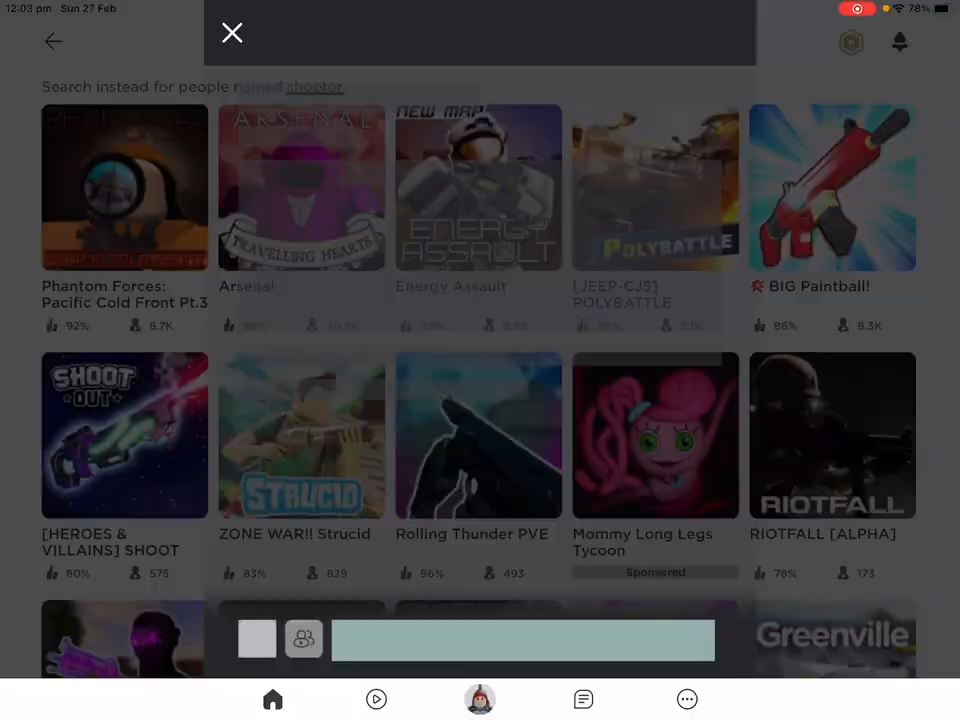 12:03 pm Sun 27 Feb
78%
Search instead for people named shooter
ARSENAL
TRAVELLING HEARTS
NEW MAP
ENERGY
ASSAULT
POLYBATTLE
Phantom Forces:
Pacific Cold Front Pt.3
Arsenal
Energy Assault
[JEEP-CJ5]
POLYBATTLE
BIG Paintball!
92% 8.7K
86% 8.3K
SHOOT
OUT
STRUCID
RIOTFALL
[HEROES &
VILLAINS] SHOOT
ZONE WAR!! Strucid
Rolling Thunder PVE
Mommy Long Legs
Tycoon
RIOTFALL [ALPHA]
80% 575
83% 829
96% 493
Sponsored
78% 173
Greenville